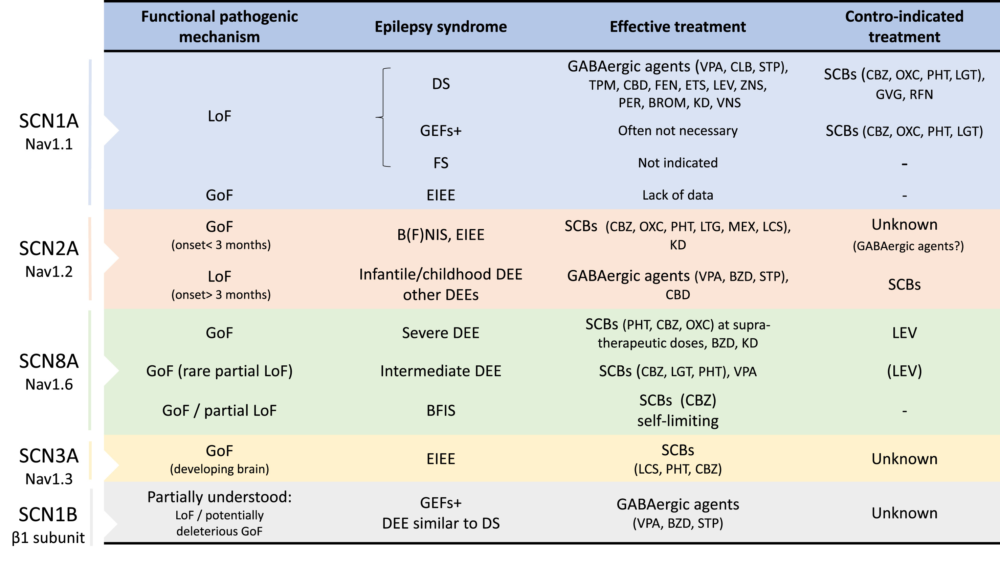 Functional pathogenic
mechanism
Epilepsy syndrome
Effective treatment
Contro-indicated
treatment
SCN1A
Nav1.1
LoF
DS
GABAergic agents (VPA, CLB, STP),
TPM, CBD, FEN, ETS, LEV, ZNS,
PER, BROM, KD, VNS
SCBs (CBZ, OXC, PHT, LGT),
GVG, RFN
GEFs+
Often not necessary
SCBs (CBZ, OXC, PHT, LGT)
FS
Not indicated
-
GoF
EIEE
Lack of data
-
SCN2A
Nav1.2
GoF
(onset< 3 months)
B(F)NIS, EIEE
SCBs (CBZ, OXC, PHT, LTG, MEX, LCS),
KD
Unknown
(GABAergic agents?)
LoF
(onset> 3 months)
Infantile/childhood DEE
other DEEs
GABAergic agents (VPA, BZD, STP),
CBD
SCBs
SCN8A
Nav1.6
GoF
Severe DEE
SCBs (PHT, CBZ, OXC) at supra-
therapeutic doses, BZD, KD
LEV
GoF (rare partial LoF)
Intermediate DEE
SCBs (CBZ, LGT, PHT), VPA
(LEV)
GoF / partial LoF
BFIS
SCBs (CBZ)
self-limiting
-
SCN3A
Nav1.3
GoF
(developing brain)
EIEE
SCBs
(LCS, PHT, CBZ)
Unknown
SCN1B
β1 subunit
Partially understood:
LoF / potentially
deleterious GoF
GEFs+
DEE similar to DS
GABAergic agents
(VPA, BZD, STP)
Unknown